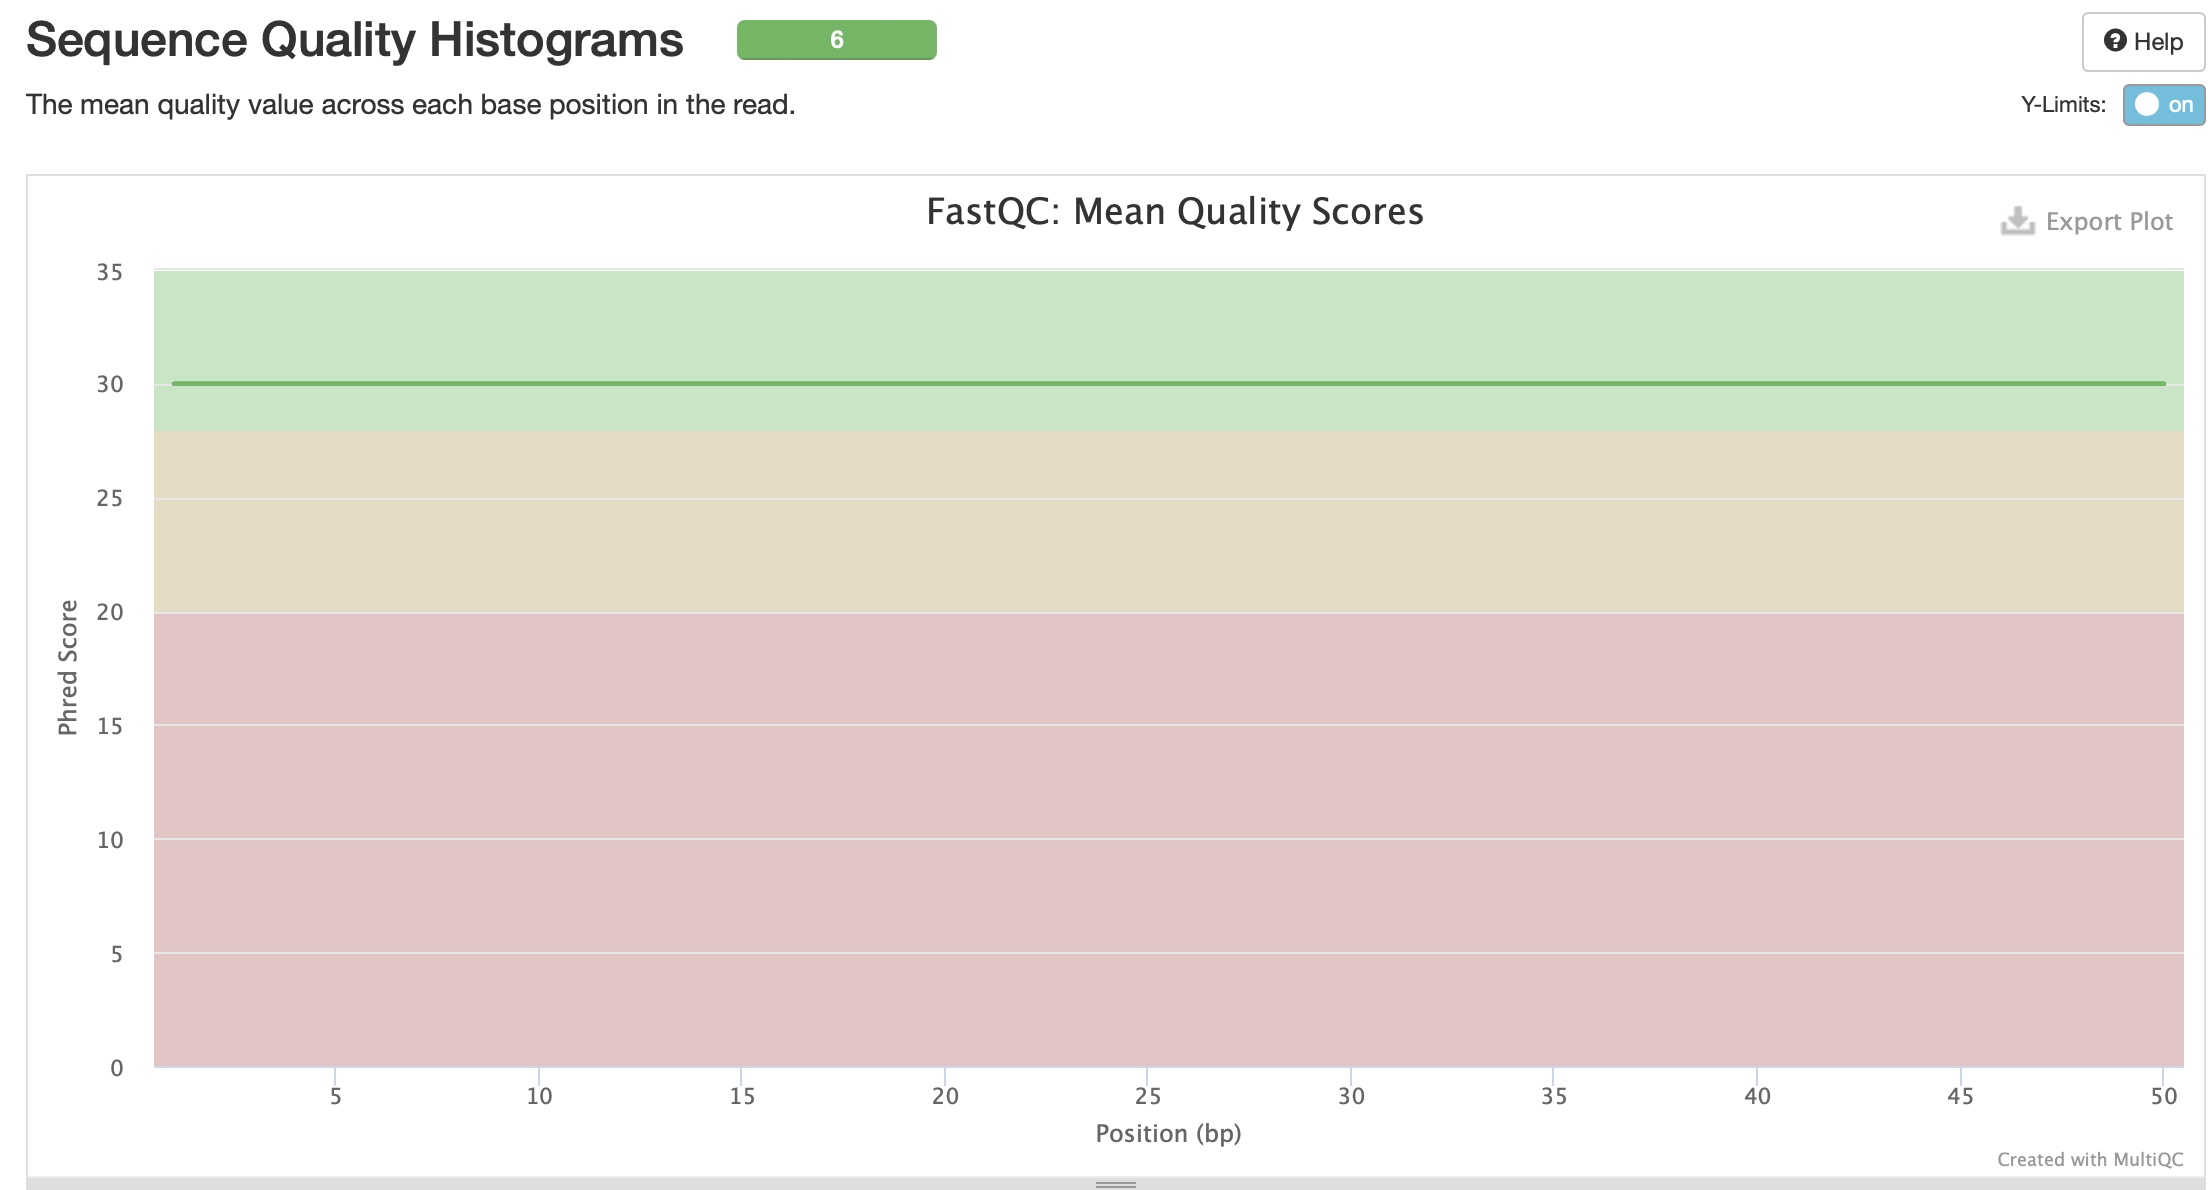 Sequence Quality Histograms 6 Help
The mean quality value across each base position in the read. Y-Limits: on
FastQC: Mean Quality Scores
Export Plot
Phred Score
35
30
25
20
15
10
5
0
5 10 15 20 25 30 35 40 45 50
Position (bp)
Created with MultiQC